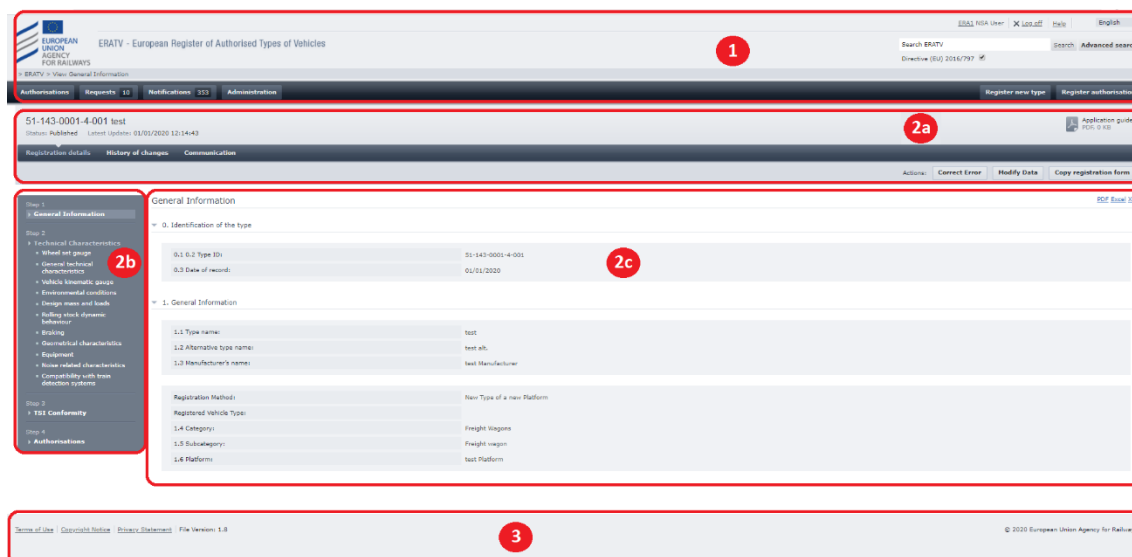 ERA1 NSA User X Log off Help English
EUROPEAN
UNION
AGENCY
FOR RAILWAYS
ERATV - European Register of Authorised Types of Vehicles
Search ERATV Search Advanced sear
Directive (EU) 2016/797
1
> ERATV > View General Information
Authorisations Requests 10 Notifications 353 Administration Register new type Register authorisatio
51-143-0001-4-001 test
Status: Published Latest Update: 01/01/2020 12:14:43
2a
Application guide
PDF, 0 KB
Registration details History of changes Communication
Actions: Correct Error Modify Data Copy registration form
Step 1
General Information
Step 2
Technical Characteristics
Wheel set gauge
General technical
characteristics
Vehicle kinematic gauge
Environmental conditions
Design mass and loads
Rolling stock dynamic
behaviour
Braking
Geometrical characteristics
Equipment
Noise related characteristics
Compatibility with train
detection systems
Step 3
TSI Conformity
Step 4
Authorisations
2b
General Information
PDF Excel X
0. Identification of the type
0.1 0.2 Type ID: 51-143-0001-4-001
0.3 Date of record: 01/01/2020
2c
1. General Information
1.1 Type name: test
1.2 Alternative type name: test alt.
1.3 Manufacturer's name: test Manufacturer
Registration Method: New Type of a new Platform
Registered Vehicle Type:
1.4 Category: Freight Wagons
1.5 Subcategory: Freight wagon
1.6 Platform: test Platform
Terms of Use | Copyright Notice | Privacy Statement | File Version: 1.8
3
© 2020 European Union Agency for Railwa